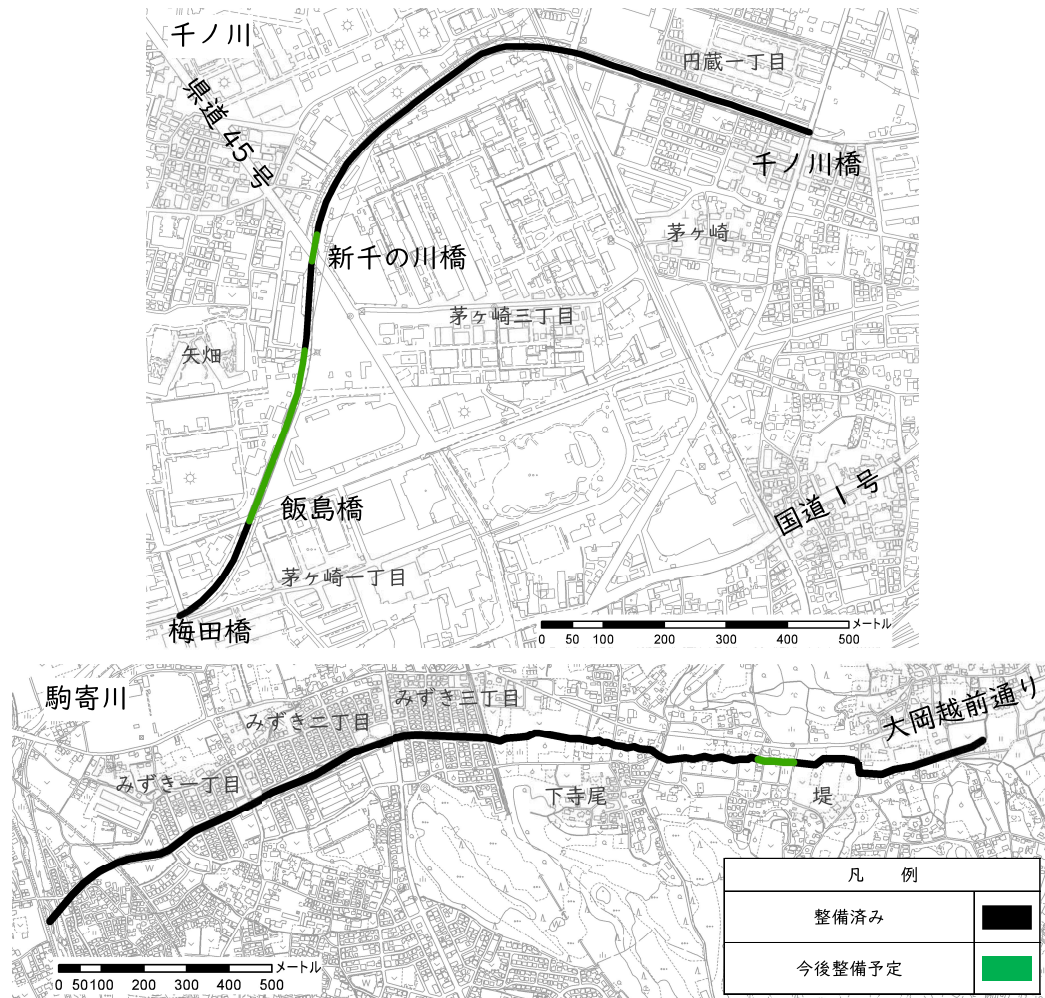 千ノ川
県道45号
円蔵一丁目
千ノ川橋
新千の川橋
茅ヶ崎
茅ヶ崎三丁目
矢畑
飯島橋
国道1号
茅ヶ崎一丁目
梅田橋
0 50 100 200 300 400 500 メートル
駒寄川
みずき三丁目
みずき二丁目
大岡越前通り
みずき一丁目
下寺尾
堤
凡 例
整備済み
今後整備予定
0 50 100 200 300 400 500 メートル